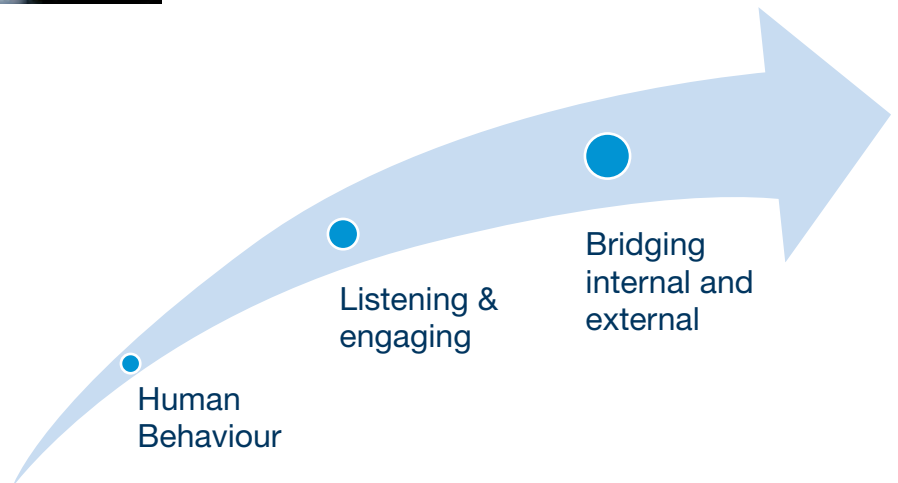 Human
Behaviour
Listening &
engaging
Bridging
internal and
external